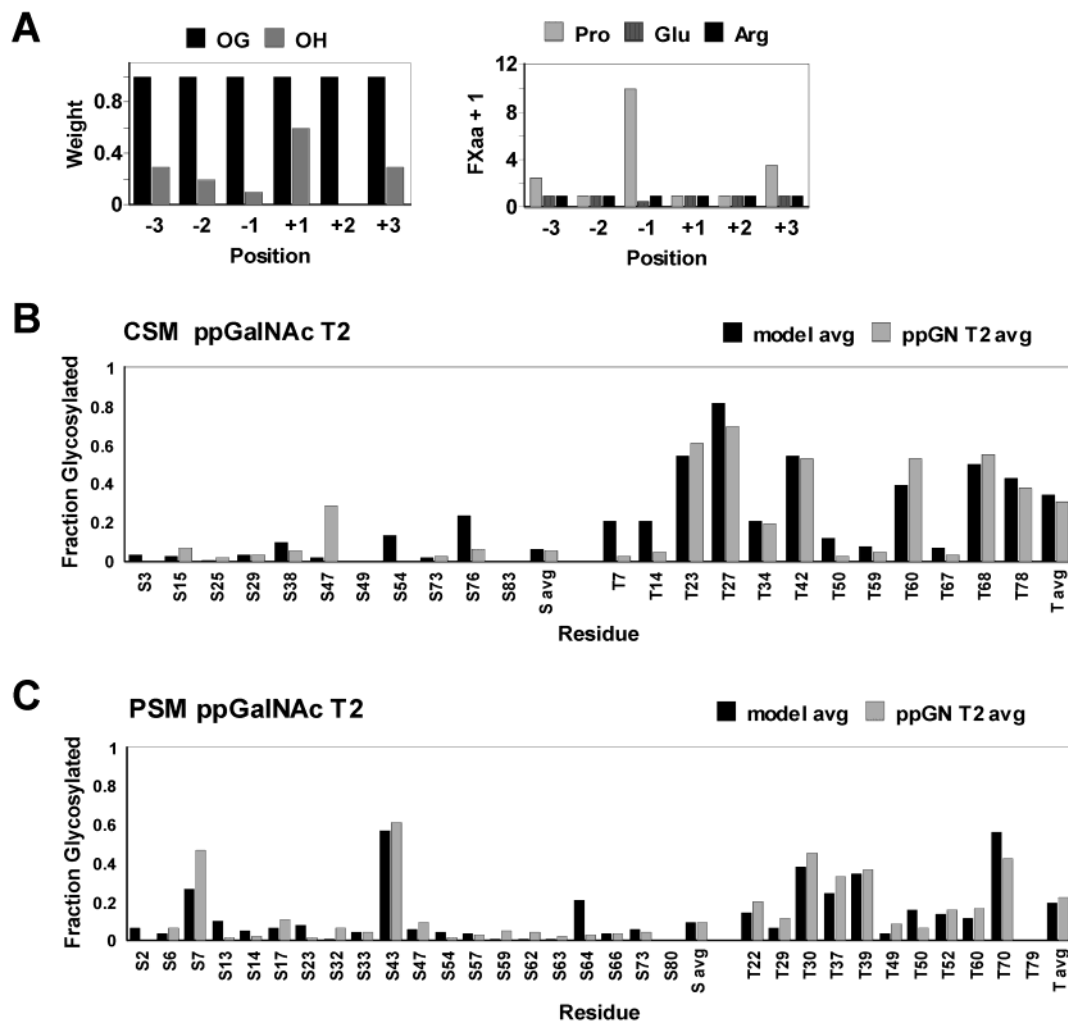 A
OG OH
Weight
0.8
0.4
0
-3 -2 -1 +1 +2 +3
Position
Pro Glu Arg
FXaa + 1
12
8
4
0
-3 -2 -1 +1 +2 +3
Position
B
CSM ppGalNAc T2
model avg ppGN T2 avg
Fraction Glycosylated
1
0.8
0.6
0.4
0.2
0
S3 S15 S25 S29 S38 S47 S49 S54 S73 S76 S83 S avg T7 T14 T23 T27 T34 T42 T50 T59 T60 T67 T68 T78 T avg
Residue
C
PSM ppGalNAc T2
model avg ppGN T2 avg
Fraction Glycosylated
1
0.8
0.6
0.4
0.2
0
S2 S6 S7 S13 S14 S17 S23 S32 S33 S43 S47 S54 S57 S59 S62 S63 S64 S66 S73 S80 S avg T22 T29 T30 T37 T39 T49 T50 T52 T60 T70 T79 T avg
Residue